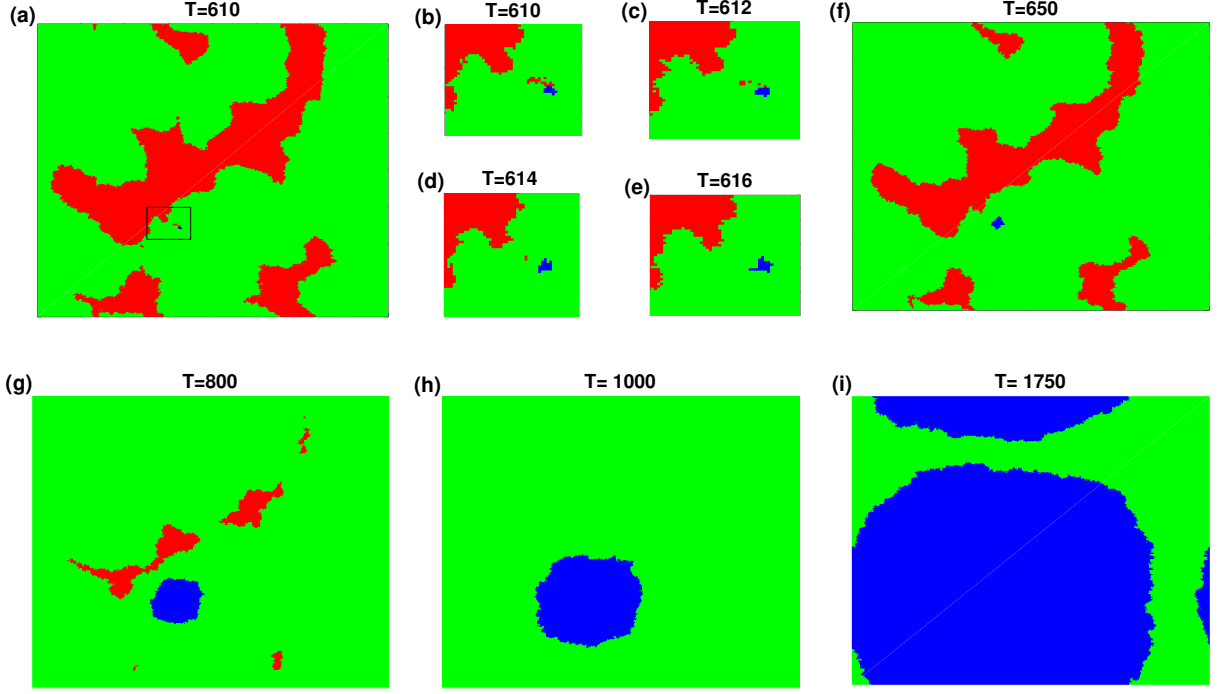 (a) T=610
(b) T=610
(c) T=612
(f) T=650
(d) T=614
(e) T=616
(g) T=800
(h) T= 1000
(i) T= 1750